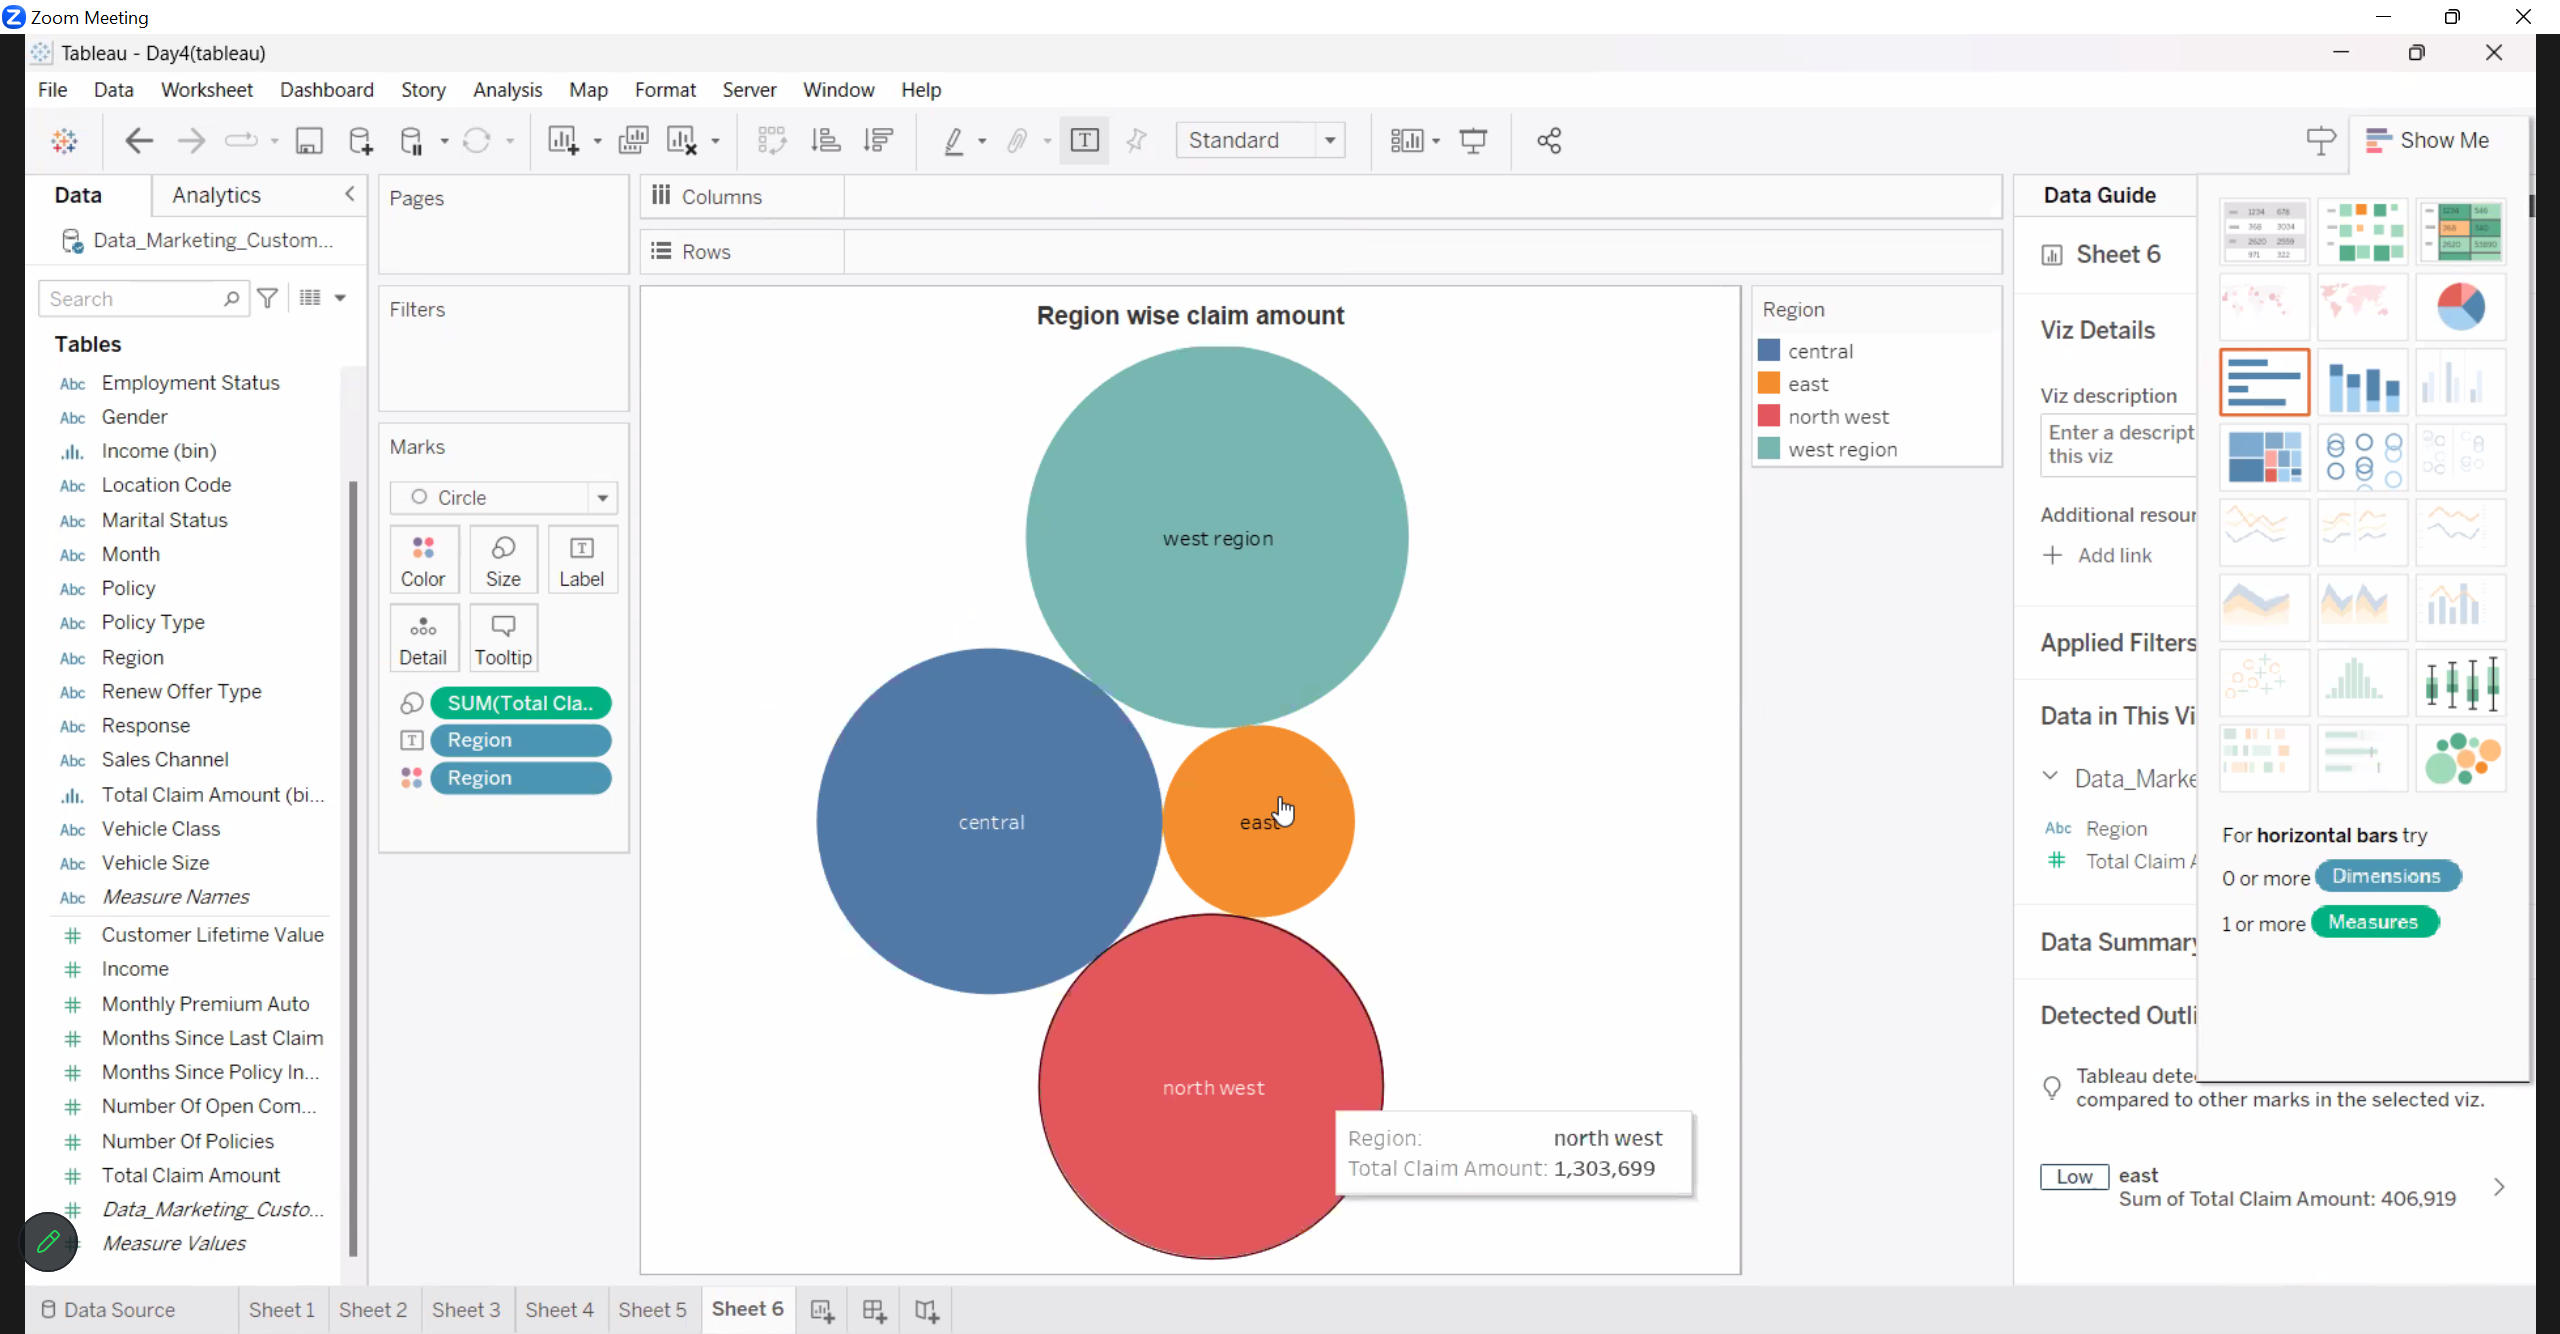 Zoom Meeting
Tableau - Day4(tableau)
File Data Worksheet Dashboard Story Analysis Map Format Server Window Help
Standard
Show Me
Data Analytics
Data_Marketing_Custom...
Search
Tables
Abc Employment Status
Abc Gender
Income (bin)
Abc Location Code
Abc Marital Status
Abc Month
Abc Policy
Abc Policy Type
Abc Region
Abc Renew Offer Type
Abc Response
Abc Sales Channel
Total Claim Amount (bi...
Abc Vehicle Class
Abc Vehicle Size
Abc Measure Names
# Customer Lifetime Value
# Income
# Monthly Premium Auto
# Months Since Last Claim
# Months Since Policy In...
# Number Of Open Com...
# Number Of Policies
# Total Claim Amount
# Data_Marketing_Custo...
# Measure Values
Pages
Filters
Marks
Circle
Color Size Label
Detail Tooltip
SUM(Total Cla..
T Region
Region
Columns
Rows
Region wise claim amount
west region
central
east
north west
Region: north west
Total Claim Amount: 1,303,699
Region
central
east
north west
west region
Data Guide
Sheet 6
Viz Details
Viz description
Enter a descript
this viz
Additional resour
+ Add link
Applied Filters
Data in This Vi
Data_Marke
Abc Region
# Total Claim A
Data Summary
Detected Outli
Tableau dete
compared to other marks in the selected viz.
Low east
Sum of Total Claim Amount: 406,919
For horizontal bars try
0 or more Dimensions
1 or more Measures
Data Source Sheet 1 Sheet 2 Sheet 3 Sheet 4 Sheet 5 Sheet 6